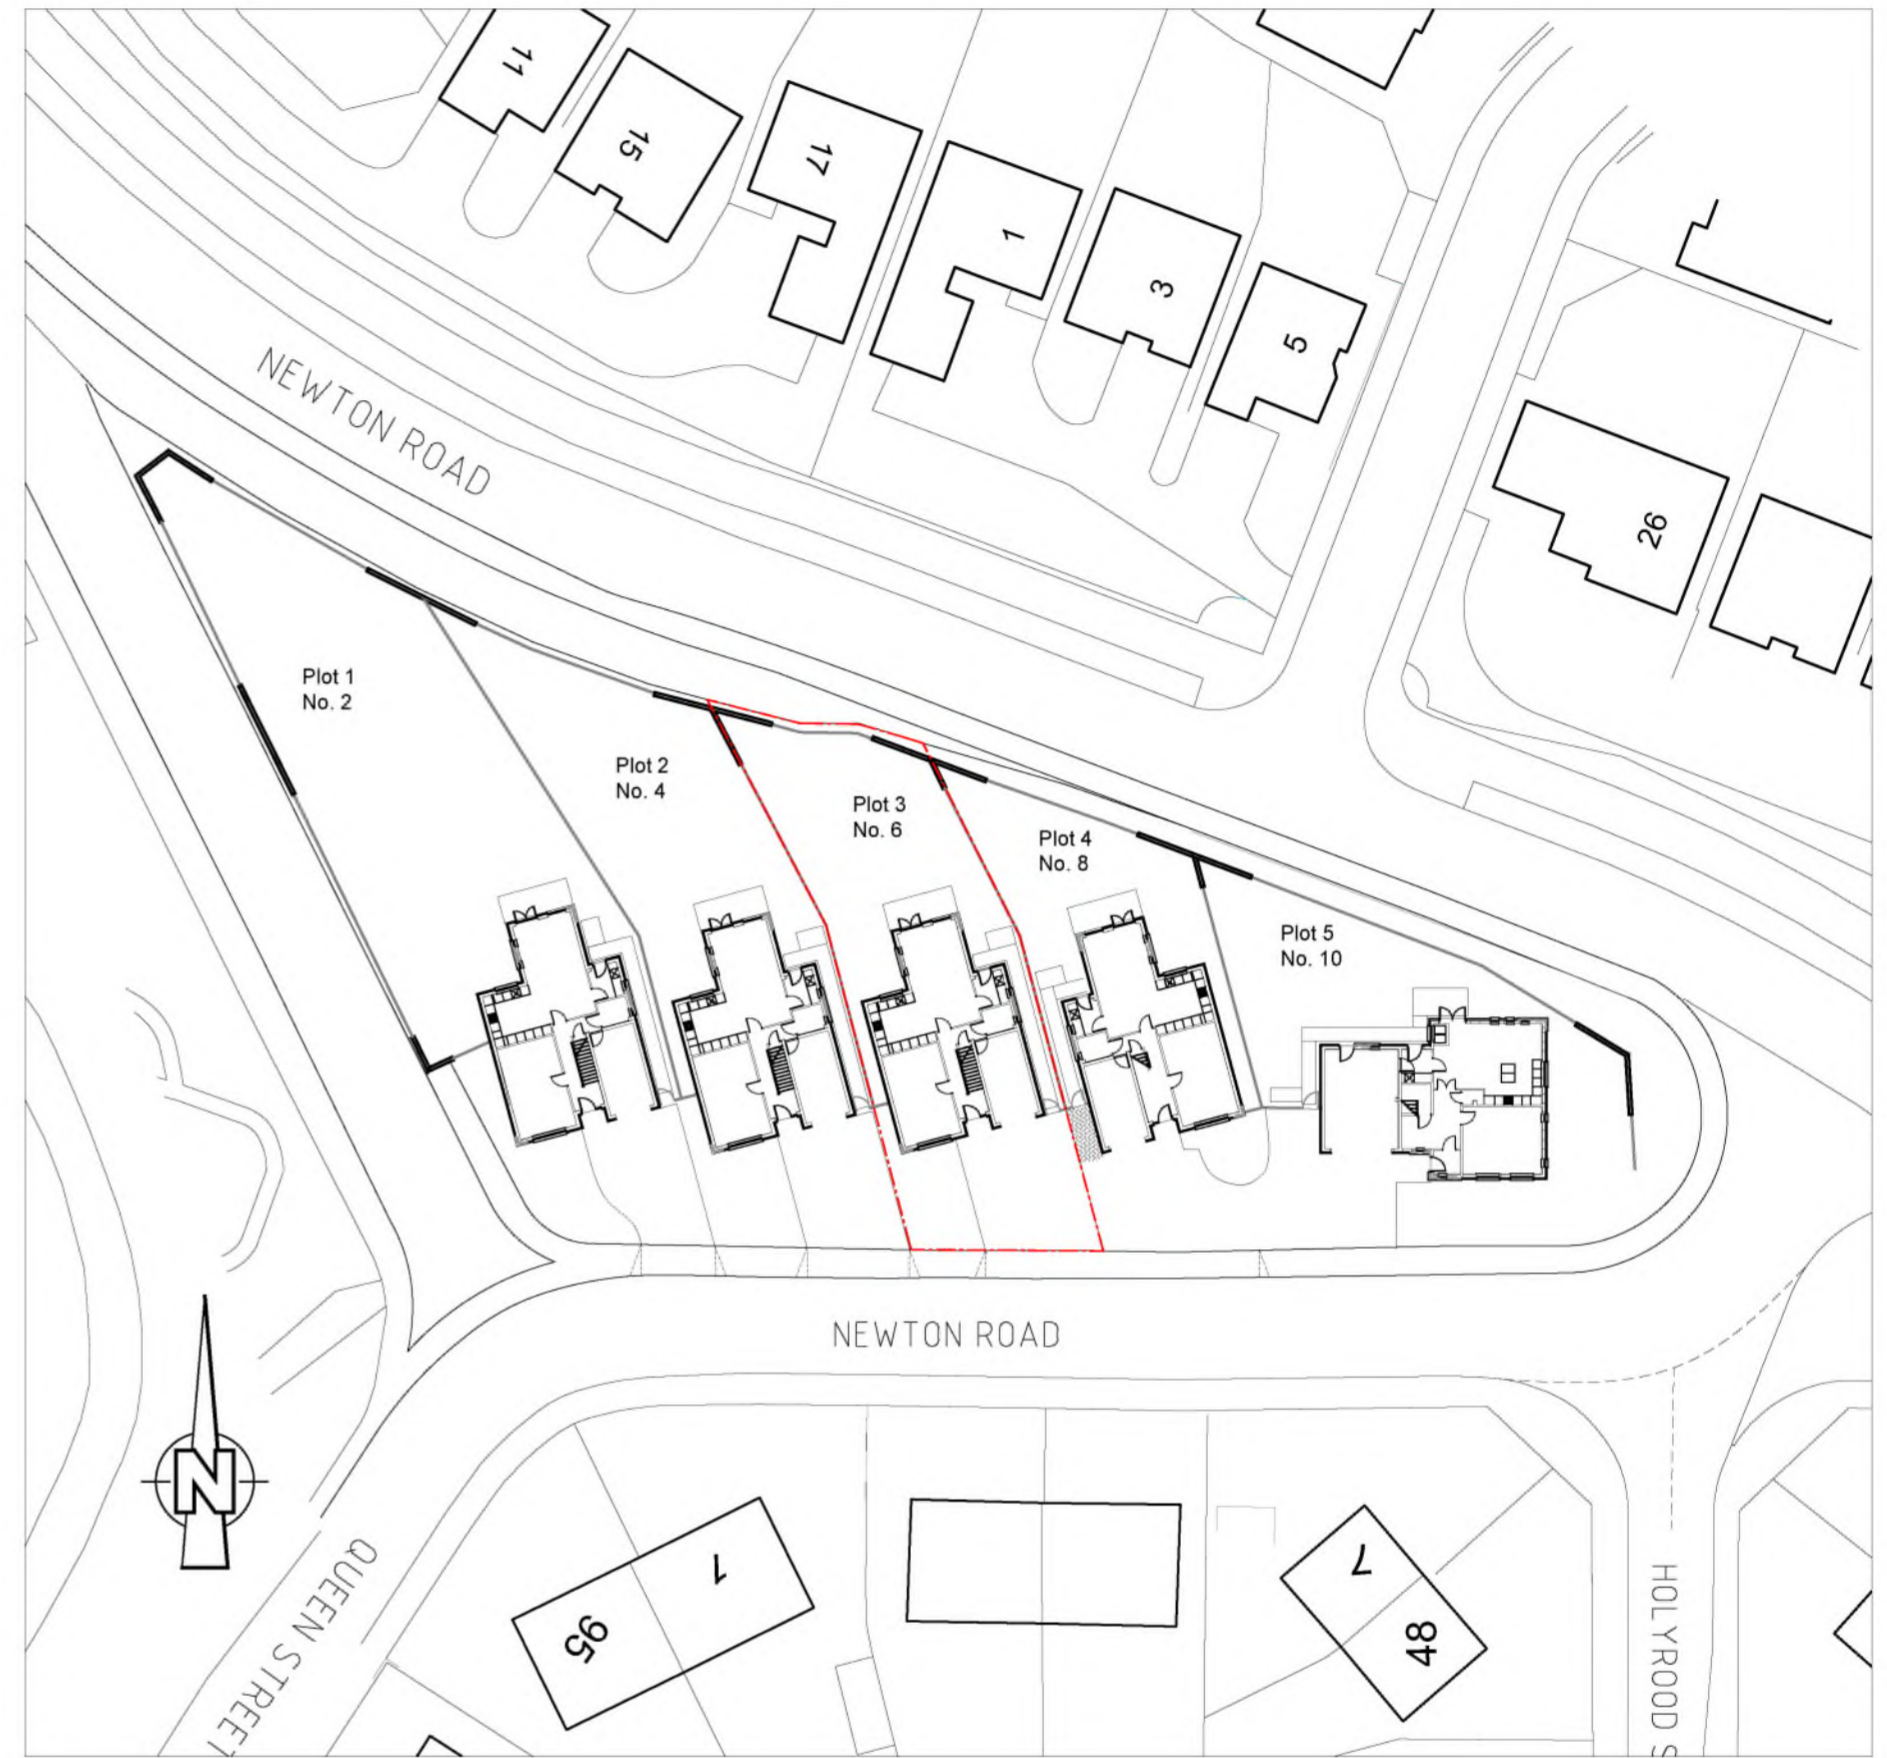 11
15
17
1
3
5
26
NEWTON ROAD
Plot 1
No. 2
Plot 2
No. 4
Plot 3
No. 6
Plot 4
No. 8
Plot 5
No. 10
NEWTON ROAD
N
QUEEN STREET
95
1
7
48
HOLYROOD S